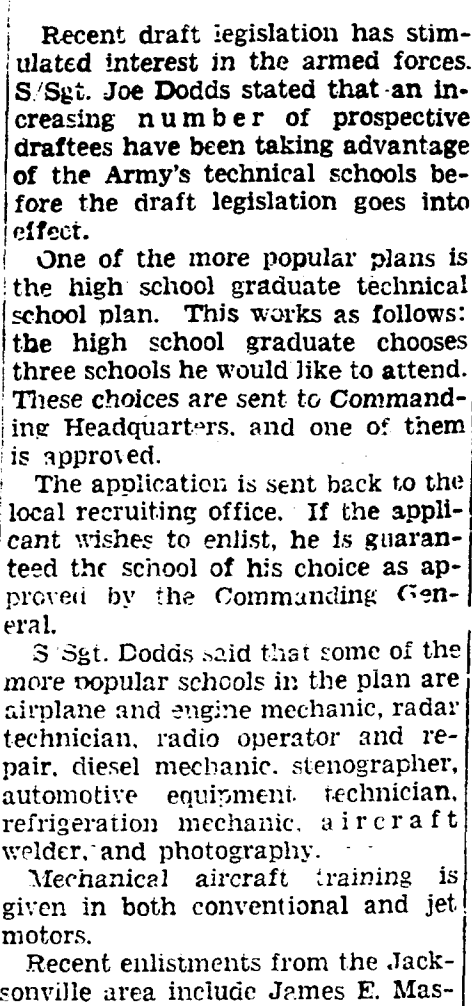 Recent draft legislation has stim-
ulated interest in the armed forces.
S/Sgt. Joe Dodds stated that an in-
creasing number of prospective
draftees have been taking advantage
of the Army's technical schools be-
fore the draft legislation goes into
effect.
One of the more popular plans is
the high school graduate technical
school plan. This works as follows:
the high school graduate chooses
three schools he would like to attend.
These choices are sent to Command-
ing Headquarters, and one of them
is approved.
The application is sent back to the
local recruiting office. If the appli-
cant wishes to enlist, he is guaran-
teed the school of his choice as ap-
proved by the Commanding Gen-
eral.
S Sgt. Dodds said that some of the
more popular schools in the plan are
airplane and engine mechanic, radar
technician, radio operator and re-
pair, diesel mechanic, stenographer,
automotive equipment technician,
refrigeration mechanic, aircraft
welder, and photography.
Mechanical aircraft training is
given in both conventional and jet
motors.
Recent enlistments from the Jack-
sonville area include James E. Mas-